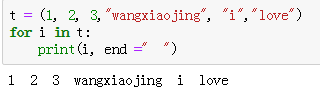 t = (1, 2, 3,"wangxiaojing", "i","love")
for i in t:
    print(i, end ="  ")
1  2  3  wangxiaojing  i  love